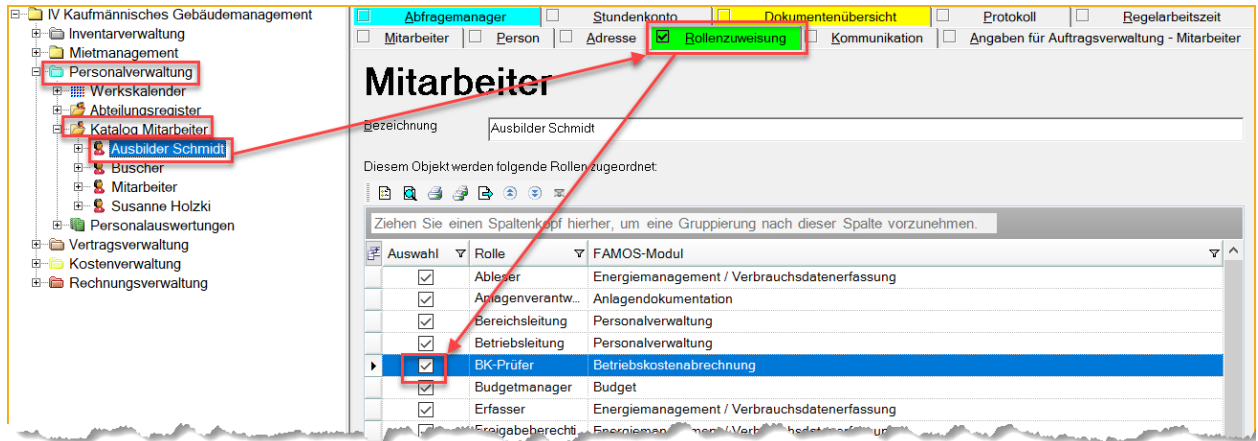 IV Kaufmännisches Gebäudemanagement
Inventarverwaltung
Mietmanagement
Personalverwaltung
Werkskalender
Abteilungsregister
Katalog Mitarbeiter
Ausbilder Schmidt
Buscher
Mitarbeiter
Susanne Holzki
Personalauswertungen
Vertragsverwaltung
Kostenverwaltung
Rechnungsverwaltung
Abfragemanager Stundenkonto Dokumentenübersicht Protokoll Regelarbeitszeit
Mitarbeiter Person Adresse Rollenzuweisung Kommunikation Angaben für Auftragsverwaltung - Mitarbeiter
Mitarbeiter
Bezeichnung Ausbilder Schmidt
Diesem Objekt werden folgende Rollen zugeordnet:
Ziehen Sie einen Spaltenkopf hierher, um eine Gruppierung nach dieser Spalte vorzunehmen.
Auswahl Rolle FAMOS-Modul
Ableser Energiemanagement / Verbrauchsdatenerfassung
Anlagenverantw... Anlagendokumentation
Bereichsleitung Personalverwaltung
Betriebsleitung Personalverwaltung
BK-Prüfer Betriebskostenabrechnung
Budgetmanager Budget
Erfasser Energiemanagement / Verbrauchsdatenerfassung